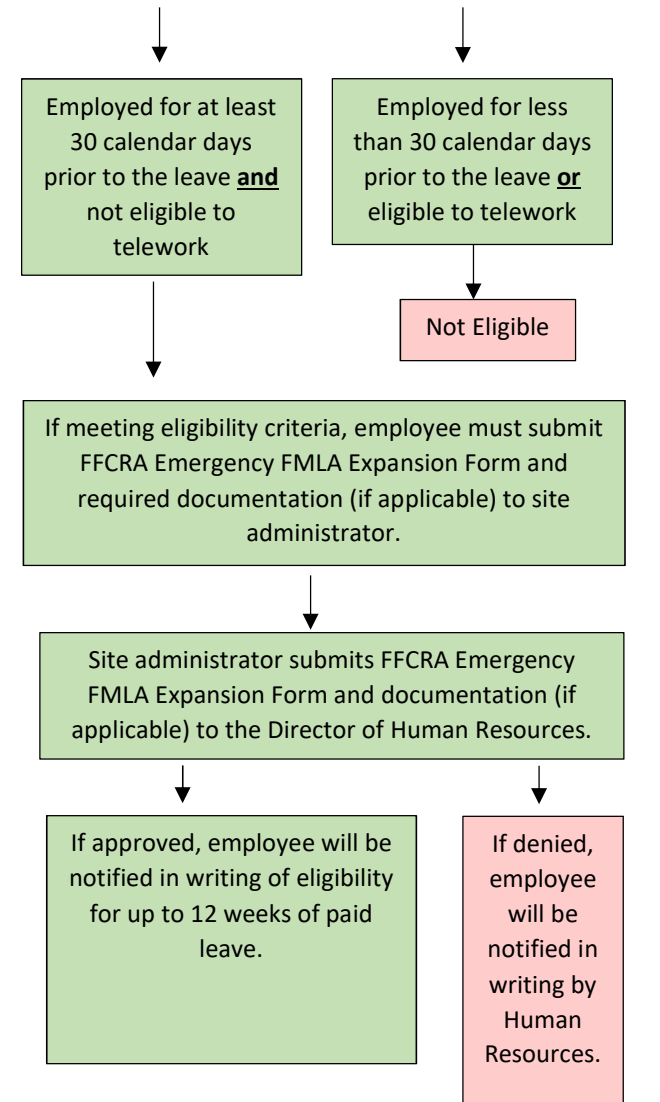 Employed for at least
30 calendar days
prior to the leave and
not eligible to
telework
Employed for less
than 30 calendar days
prior to the leave or
eligible to telework
Not Eligible
If meeting eligibility criteria, employee must submit
FFCRA Emergency FMLA Expansion Form and
required documentation (if applicable) to site
administrator.
Site administrator submits FFCRA Emergency
FMLA Expansion Form and documentation (if
applicable) to the Director of Human Resources.
If approved, employee will be
notified in writing of eligibility
for up to 12 weeks of paid
leave.
If denied,
employee
will be
notified in
writing by
Human
Resources.